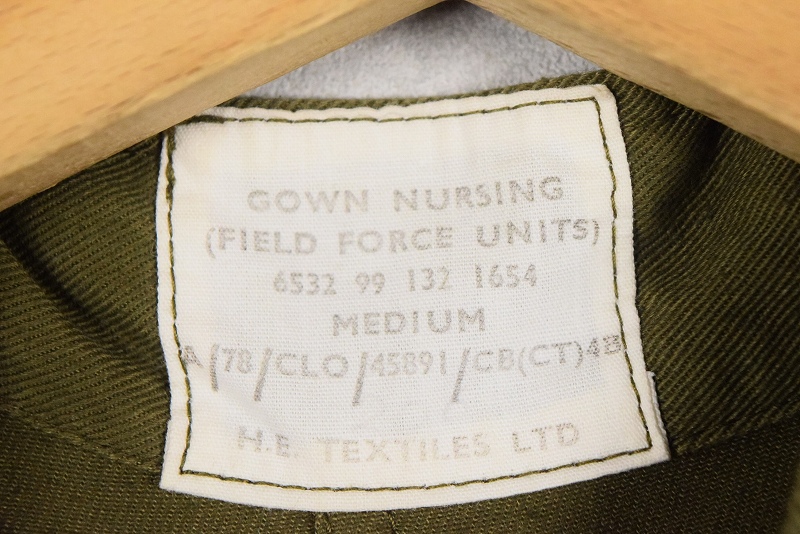 GOWN NURSING
(FIELD FORCE UNITS)
6532 99 132 1654
MEDIUM
A(78/CLO/45891/CB(CT)4B
H.E. TEXTILES LTD